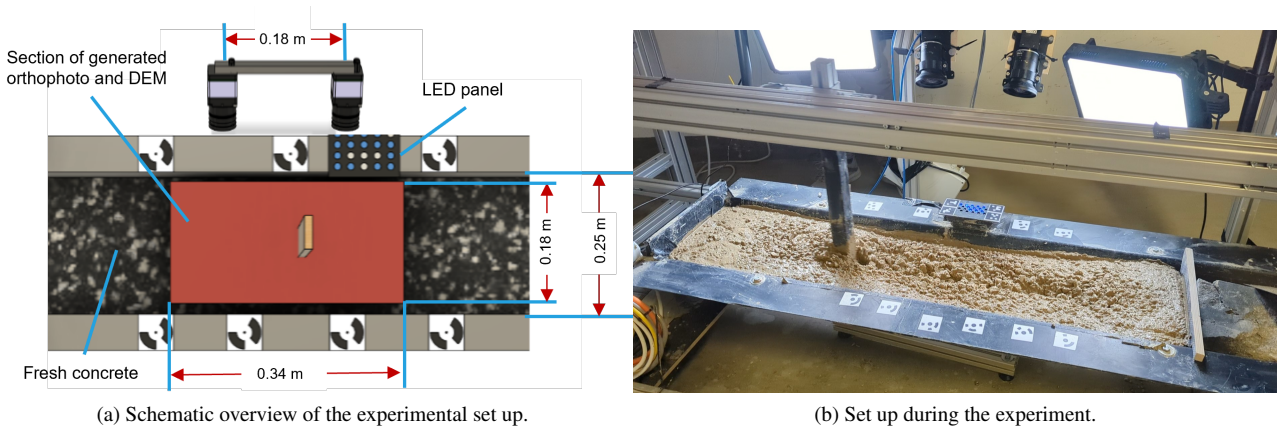 0.18 m
Section of generated
orthophoto and DEM
LED panel
0.18 m
0.25 m
Fresh concrete
0.34 m
(a) Schematic overview of the experimental set up.
(b) Set up during the experiment.